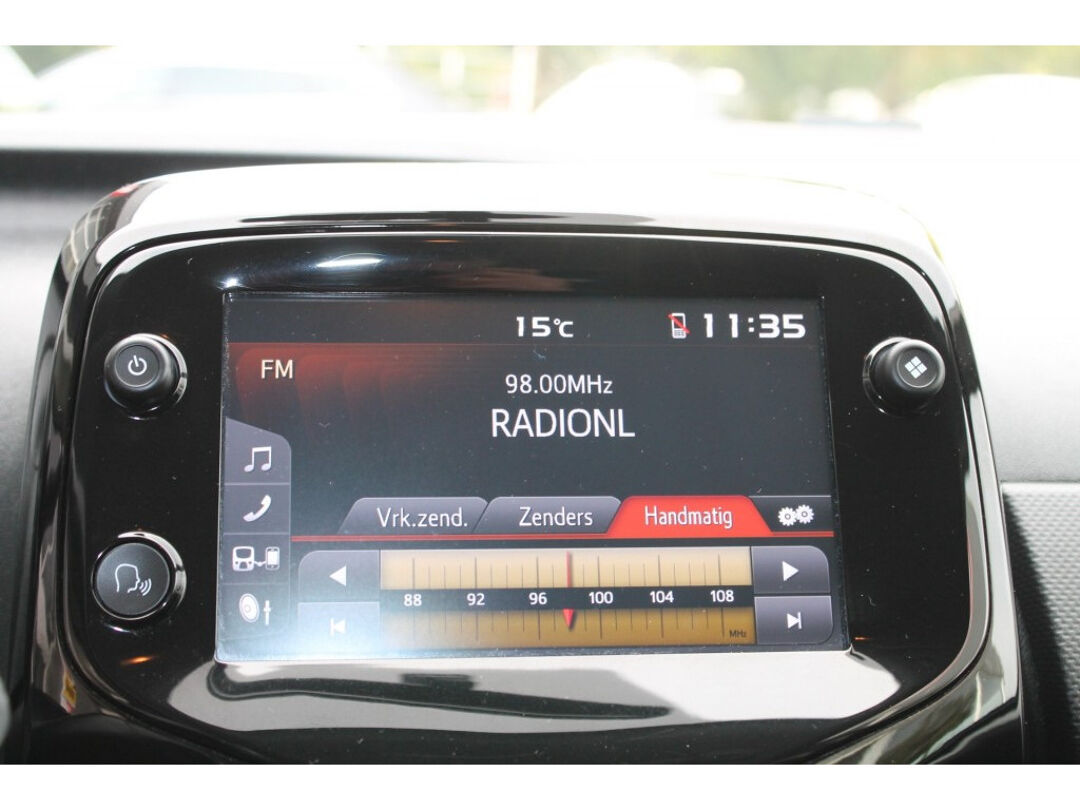 15°C 11:35
FM
98.00MHz
RADIONL
Vrk.zend. Zenders Handmatig
88 92 96 100 104 108
MHz